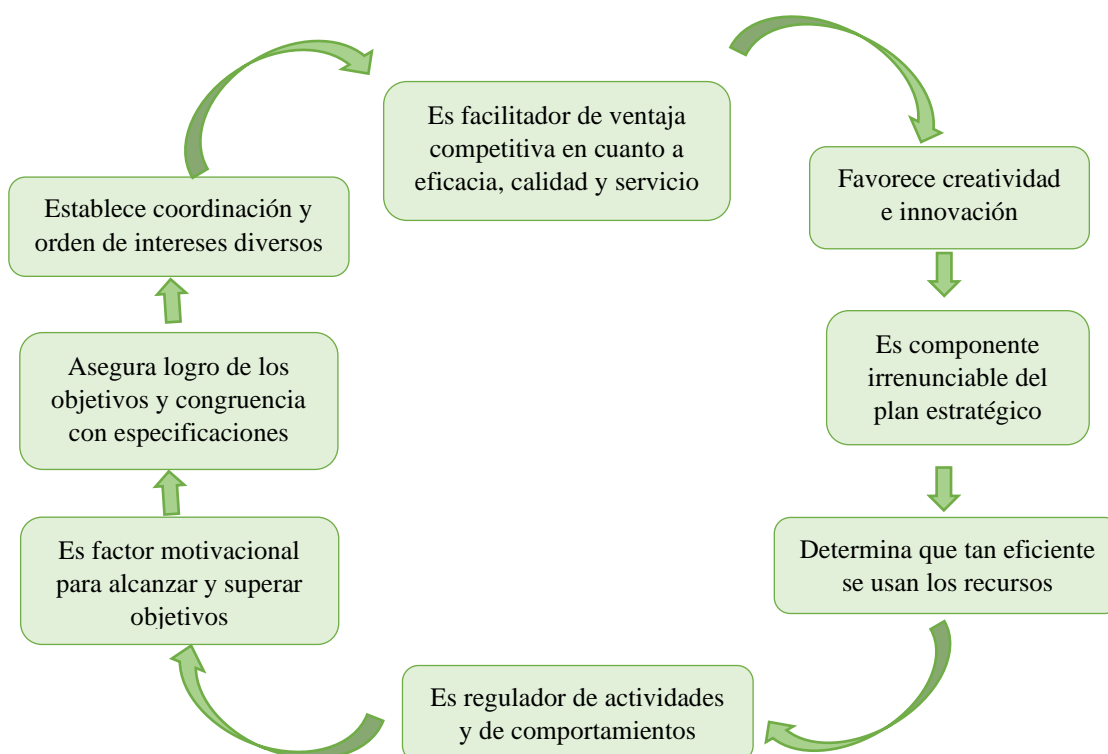 Es facilitador de ventaja
competitiva en cuanto a
eficacia, calidad y servicio
Favorece creatividad
e innovación
Es componente
irrenunciable del
plan estratégico
Determina que tan eficiente
se usan los recursos
Es regulador de actividades
y de comportamientos
Es factor motivacional
para alcanzar y superar
objetivos
Asegura logro de los
objetivos y congruencia
con especificaciones
Establece coordinación y
orden de intereses diversos